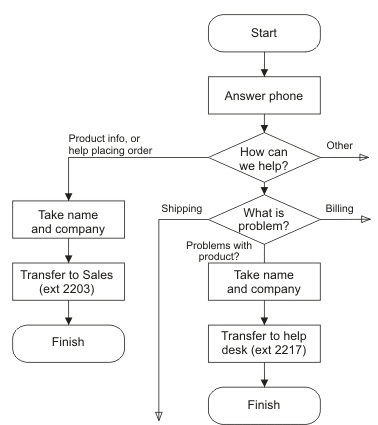 Start
Answer phone
Product info, or
help placing order
How can
we help?
Other
Shipping
What is
problem?
Billing
Problems with
product?
Take name
and company
Take name
and company
Transfer to Sales
(ext 2203)
Transfer to help
desk (ext 2217)
Finish
Finish